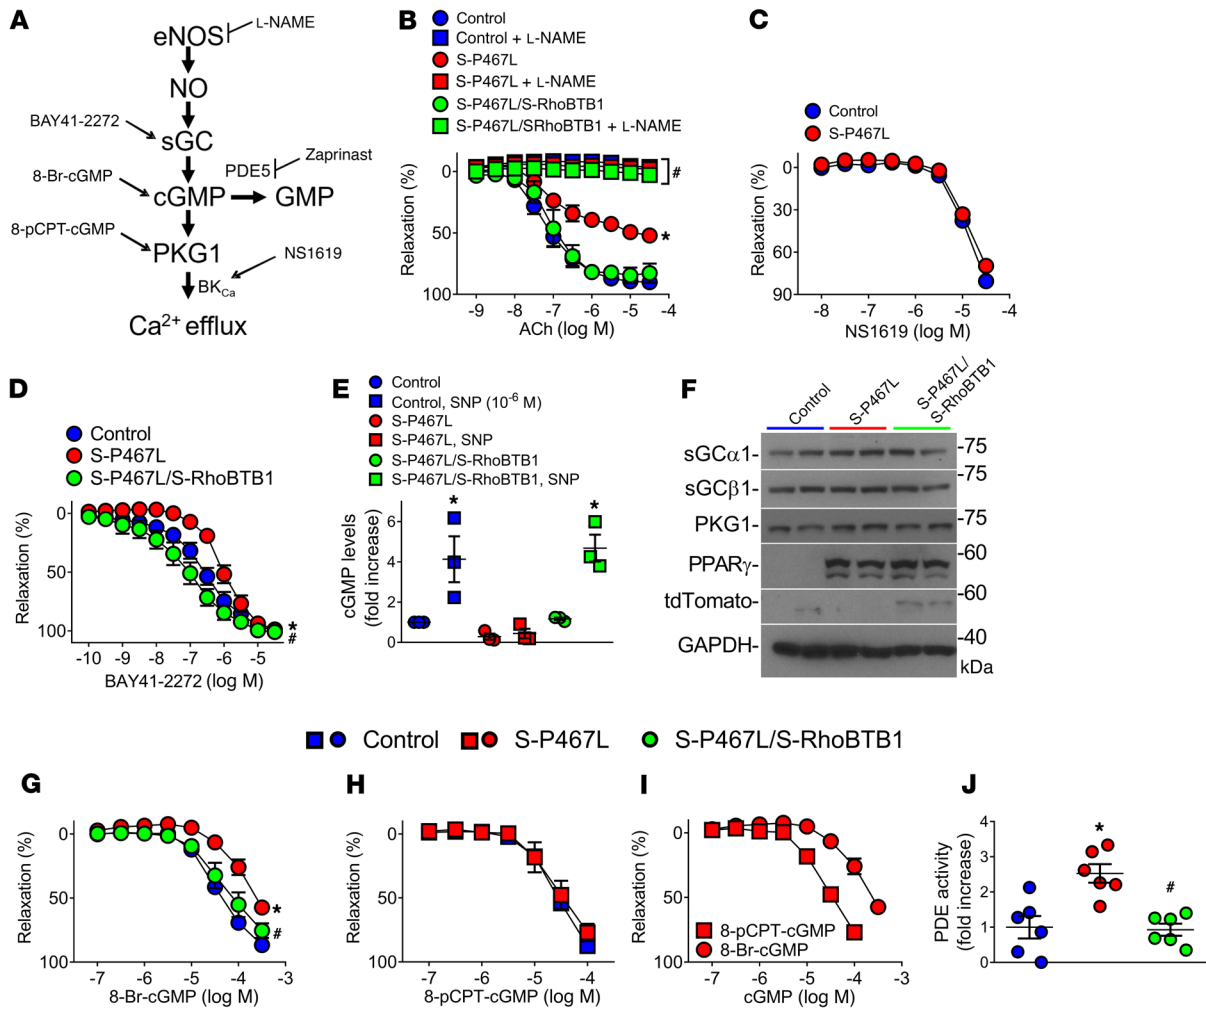 A
eNOS
L-NAME
NO
BAY41-2272
sGC
PDE5
Zaprinast
8-Br-cGMP
cGMP
GMP
8-pCPT-cGMP
PKG1
NS1619
BKCa
Ca2+ efflux
B
Control
Control + L-NAME
S-P467L
S-P467L + L-NAME
S-P467L/S-RhoBTB1
S-P467L/SRhoBTB1 + L-NAME
Relaxation (%)
0
50
100
#
*
-9 -8 -7 -6 -5 -4
ACh (log M)
C
Control
S-P467L
Relaxation (%)
0
30
60
90
-8 -7 -6 -5 -4
NS1619 (log M)
D
Control
S-P467L
S-P467L/S-RhoBTB1
Relaxation (%)
0
50
100
*
#
-10 -9 -8 -7 -6 -5
BAY41-2272 (log M)
E
Control
Control, SNP (10-6 M)
S-P467L
S-P467L, SNP
S-P467L/S-RhoBTB1
S-P467L/S-RhoBTB1, SNP
cGMP levels
(fold increase)
6
4
2
0
*
*
F
Control
S-P467L
S-P467L/
S-RhoBTB1
sGCα1-
-75
sGCβ1-
-75
PKG1-
-75
PPARγ-
-60
tdTomato-
-60
GAPDH-
-40
kDa
Control
S-P467L
S-P467L/S-RhoBTB1
G
Relaxation (%)
0
50
100
*
#
-7 -6 -5 -4 -3
8-Br-cGMP (log M)
H
Relaxation (%)
0
50
100
-7 -6 -5 -4
8-pCPT-cGMP (log M)
I
Relaxation (%)
0
50
100
8-pCPT-cGMP
8-Br-cGMP
-7 -6 -5 -4 -3
cGMP (log M)
J
PDE activity
(fold increase)
4
3
2
1
0
*
#